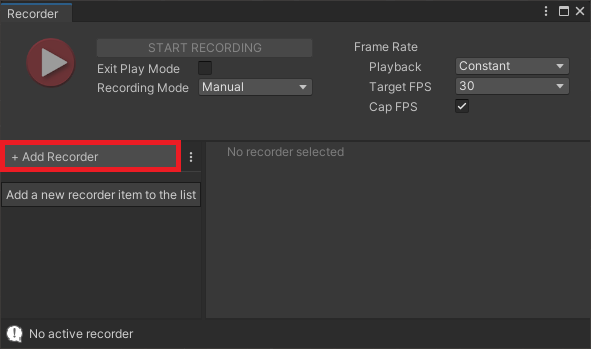 Recorder
START RECORDING
Exit Play Mode
Recording Mode Manual
Frame Rate
Playback Constant
Target FPS 30
Cap FPS
+ Add Recorder
No recorder selected
Add a new recorder item to the list
No active recorder